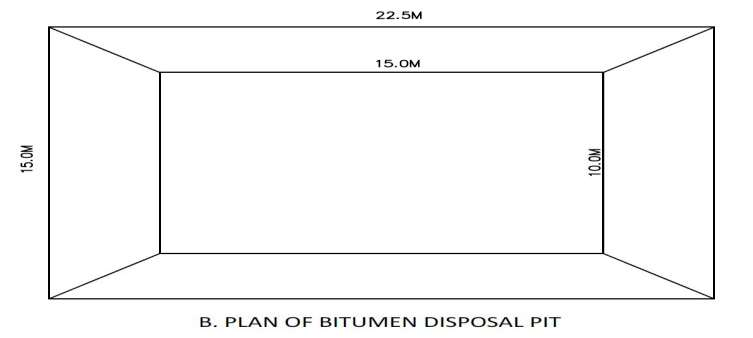 22.5M
15.0M
15.0M
10.0M
B. PLAN OF BITUMEN DISPOSAL PIT